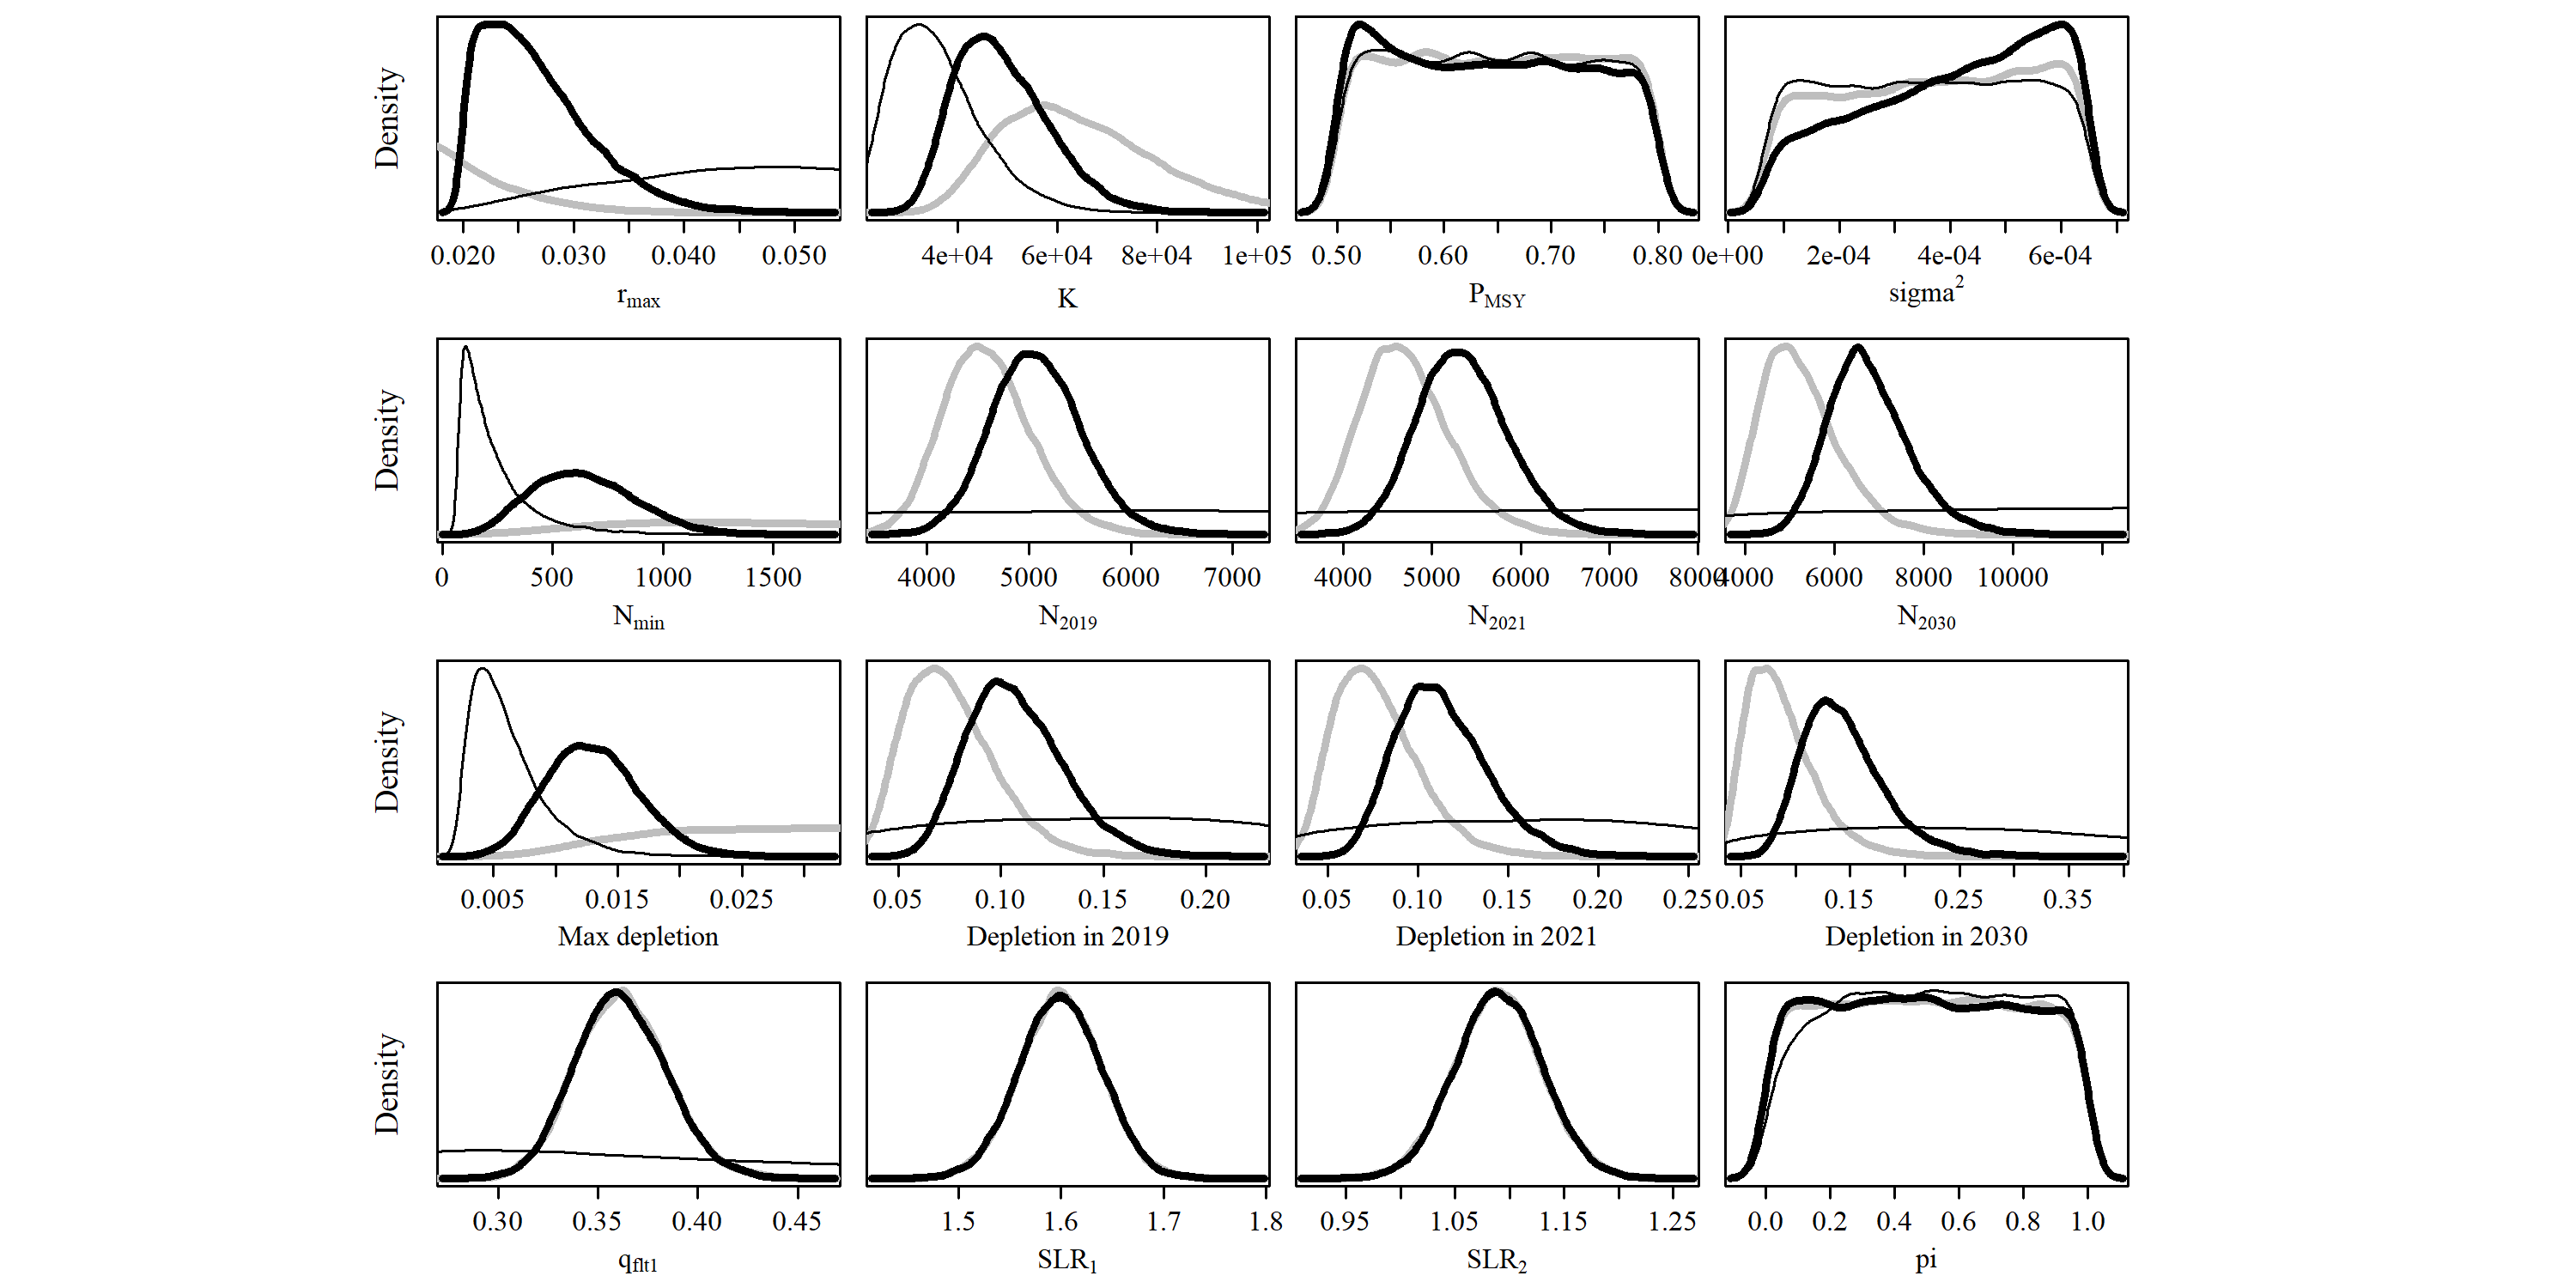 Density
0.020 0.030 0.040 0.050 4e+04 6e+04 8e+04 1e+05 0.50 0.60 0.70 0.80 0e+00 2e-04 4e-04 6e-04
rmax K PMSY sigma2
Density
0 500 1000 1500 4000 5000 6000 7000 4000 5000 6000 7000 8000 4000 6000 8000 10000
Nmin N2019 N2021 N2030
Density
0.005 0.015 0.025 0.05 0.10 0.15 0.20 0.05 0.10 0.15 0.20 0.25 0.05 0.15 0.25 0.35
Max depletion Depletion in 2019 Depletion in 2021 Depletion in 2030
Density
0.30 0.35 0.40 0.45 1.5 1.6 1.7 1.8 0.95 1.05 1.15 1.25 0.0 0.2 0.4 0.6 0.8 1.0
qflt1 SLR1 SLR2 pi